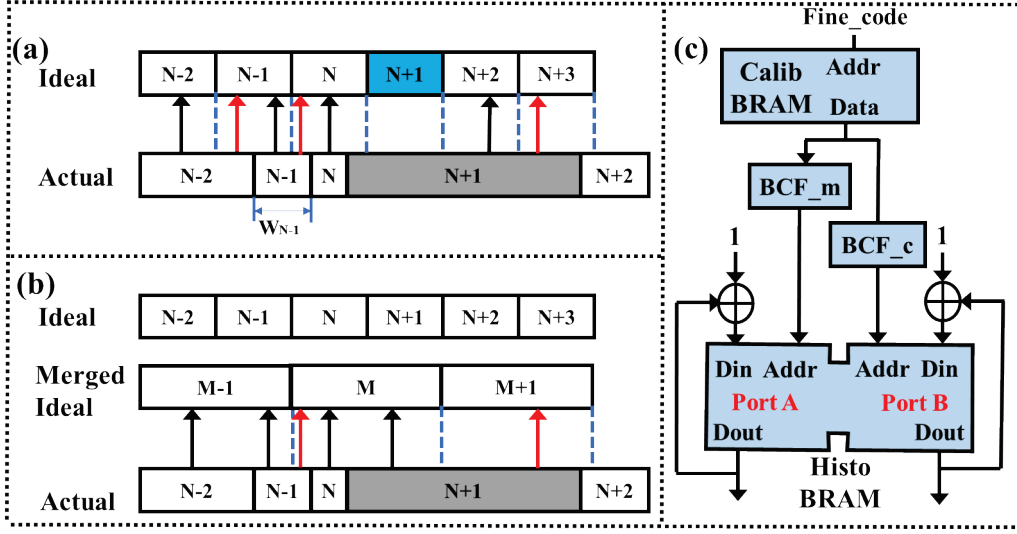 (a)
Ideal
N-2 N-1 N N+1 N+2 N+3
Actual
N-2 N-1 N N+1 N+2
W_{N-1}
(b)
Ideal
N-2 N-1 N N+1 N+2 N+3
Merged
Ideal
M-1 M M+1
Actual
N-2 N-1 N N+1 N+2
(c)
Fine_code
Calib Addr
BRAM
Data
BCF_m
BCF_c
1 1
Din Addr Addr Din
Port A Port B
Dout Dout
Histo
BRAM